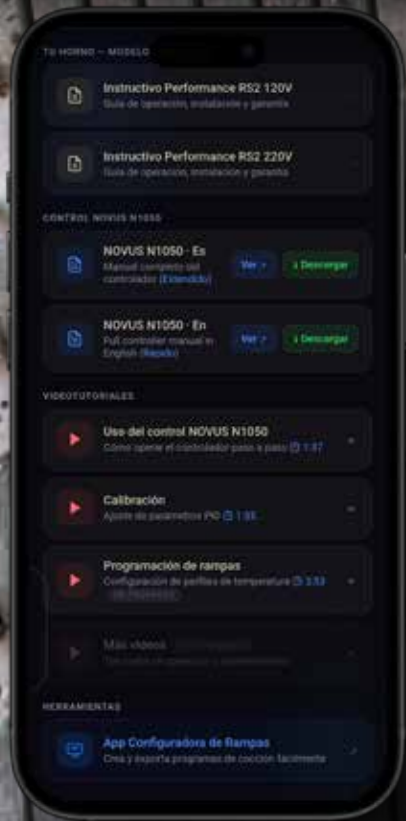 TU HORNO — MODELO
Instructivo Performance RS2 120V
Guía de operación, instalación y garantía
Instructivo Performance RS2 220V
Guía de operación, instalación y garantía
CONTROL NOVUS N1050
NOVUS N1050 · Es
Manual completo del
controlador (Extendido)
Ver ↗
↓ Descargar
NOVUS N1050 · En
Full controller manual in
English (Rápido)
Ver ↗
↓ Descargar
VIDEOTUTORIALES
Uso del control NOVUS N1050
Cómo operar el controlador paso a paso
Calibración
Ajuste de parámetros PID
Programación de rampas
Configuración de perfiles de temperatura 3:53
Más videos
HERRAMIENTAS
App Configuradora de Rampas
Crea y exporta programas de cocción fácilmente